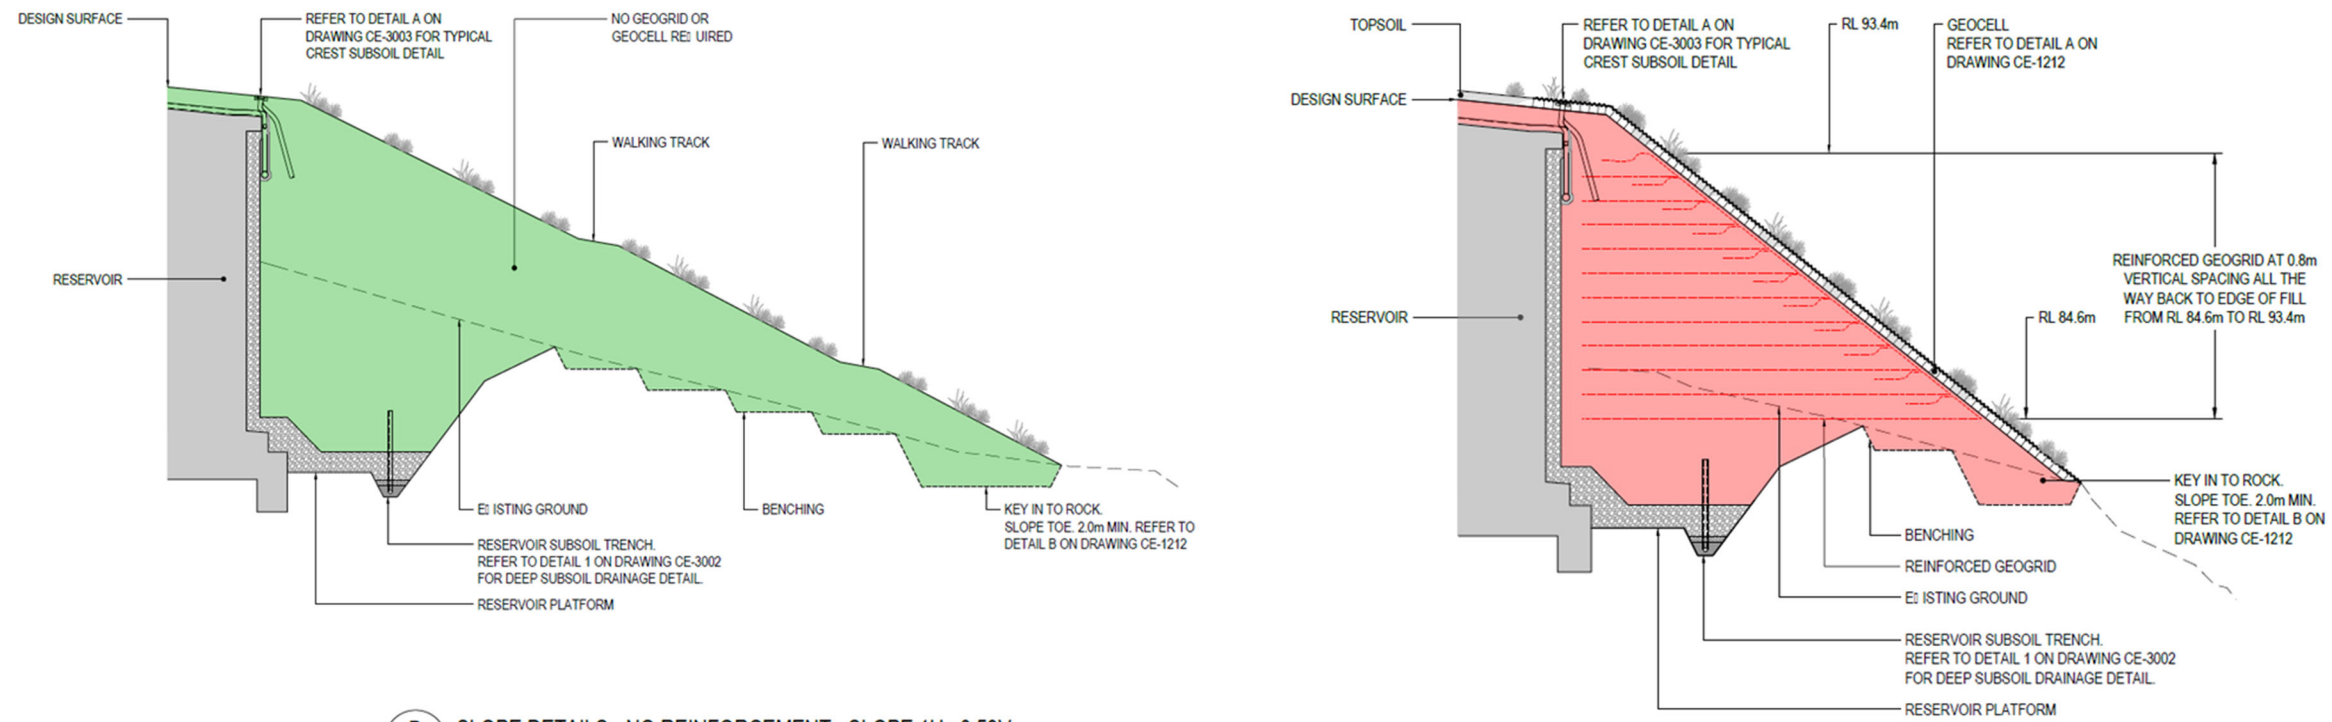 DESIGN SURFACE
REFER TO DETAIL A ON
DRAWING CE-3003 FOR TYPICAL
CREST SUBSOIL DETAIL
NO GEOGRID OR
GEOCELL RE▯UIRED
WALKING TRACK
WALKING TRACK
RESERVOIR
E▯ISTING GROUND
BENCHING
KEY IN TO ROCK.
SLOPE TOE. 2.0m MIN. REFER TO
DETAIL B ON DRAWING CE-1212
RESERVOIR SUBSOIL TRENCH.
REFER TO DETAIL 1 ON DRAWING CE-3002
FOR DEEP SUBSOIL DRAINAGE DETAIL.
RESERVOIR PLATFORM
TOPSOIL
REFER TO DETAIL A ON
DRAWING CE-3003 FOR TYPICAL
CREST SUBSOIL DETAIL
RL 93.4m
GEOCELL
REFER TO DETAIL A ON
DRAWING CE-1212
DESIGN SURFACE
REINFORCED GEOGRID AT 0.8m
VERTICAL SPACING ALL THE
WAY BACK TO EDGE OF FILL
FROM RL 84.6m TO RL 93.4m
RESERVOIR
RL 84.6m
KEY IN TO ROCK.
SLOPE TOE. 2.0m MIN.
REFER TO DETAIL B ON
DRAWING CE-1212
BENCHING
REINFORCED GEOGRID
E▯ISTING GROUND
RESERVOIR SUBSOIL TRENCH.
REFER TO DETAIL 1 ON DRAWING CE-3002
FOR DEEP SUBSOIL DRAINAGE DETAIL.
RESERVOIR PLATFORM